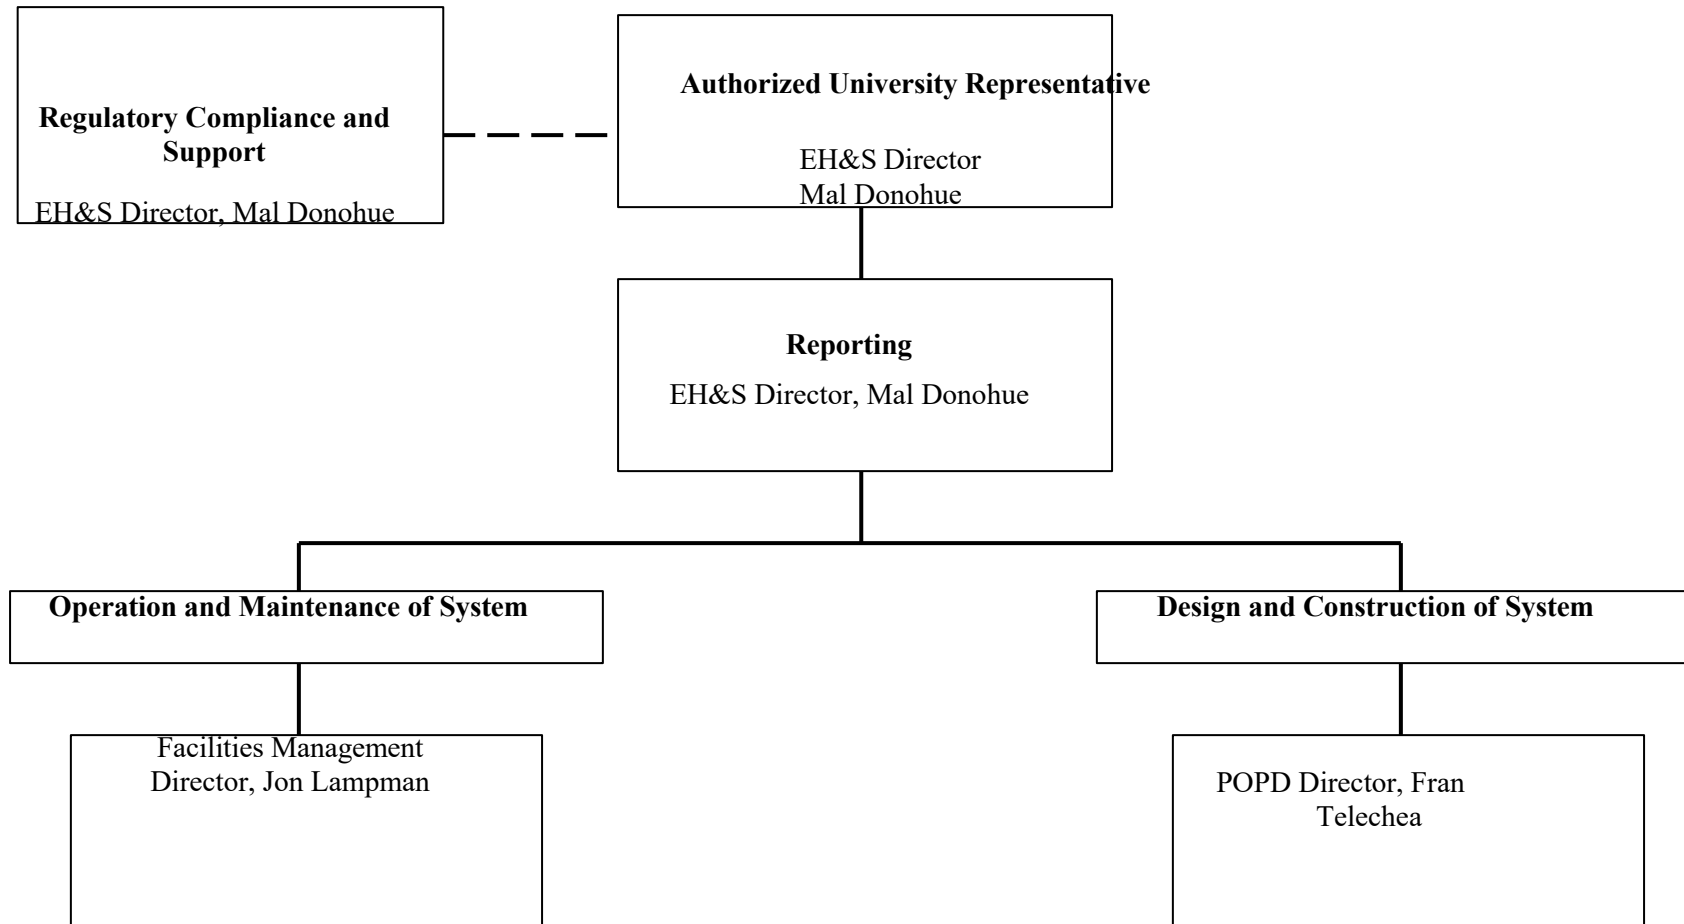 Regulatory Compliance and
Support
EH&S Director, Mal Donohue
Authorized University Representative
EH&S Director
Mal Donohue
Reporting
EH&S Director, Mal Donohue
Operation and Maintenance of System
Facilities Management
Director, Jon Lampman
Design and Construction of System
POPD Director, Fran
Telechea